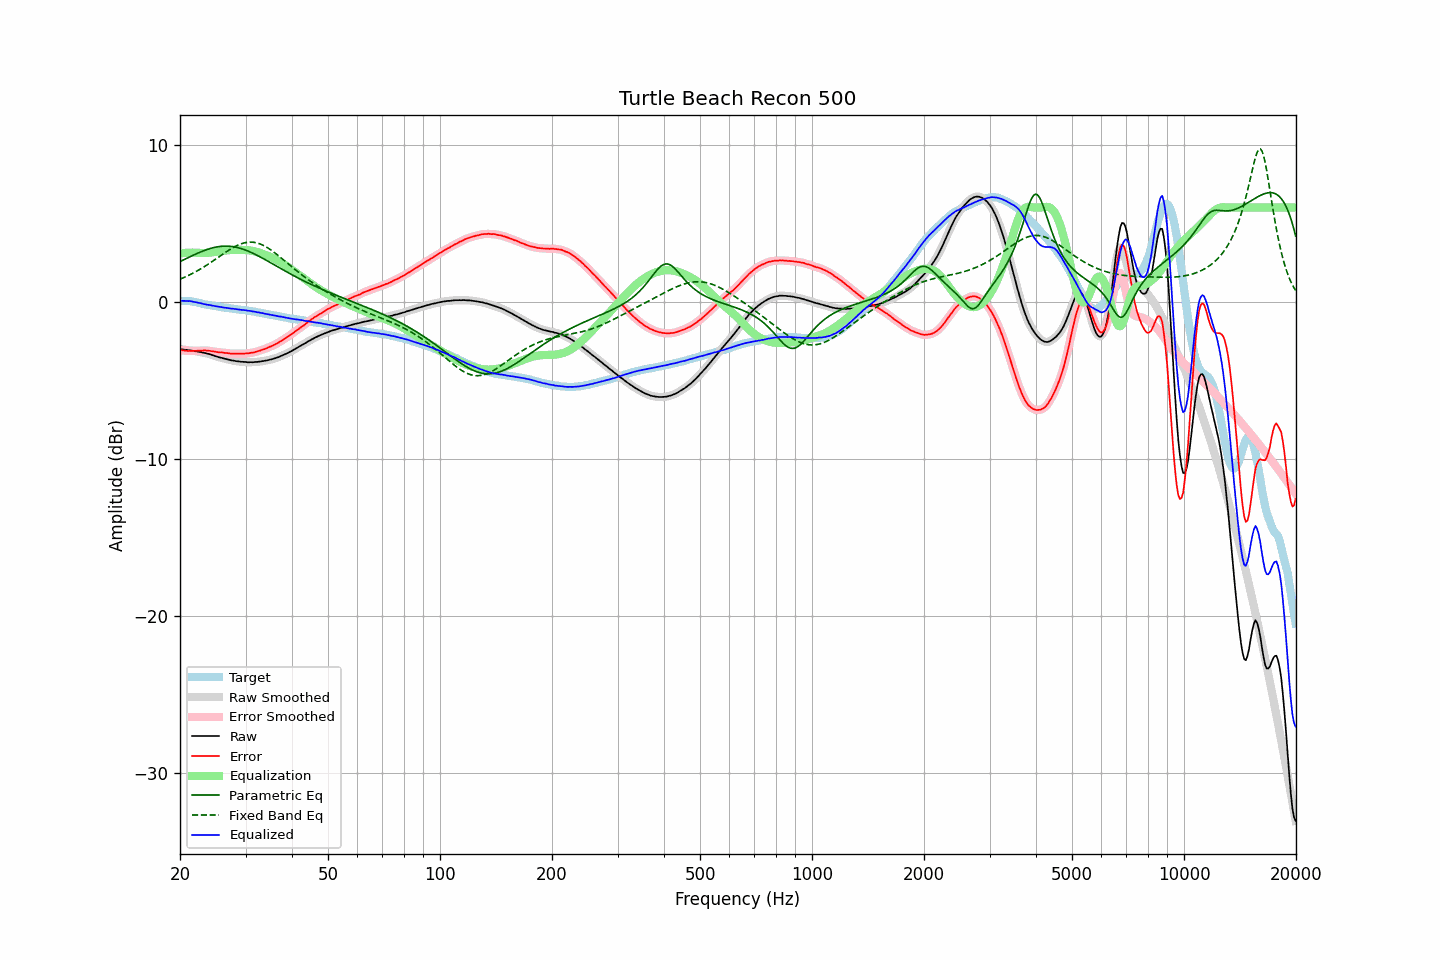 Turtle Beach Recon 500
10
0
−10
−20
−30
Amplitude (dBr)
Target
Raw Smoothed
Error Smoothed
Raw
Error
Equalization
Parametric Eq
Fixed Band Eq
Equalized
20 50 100 200 500 1000 2000 5000 10000 20000
Frequency (Hz)